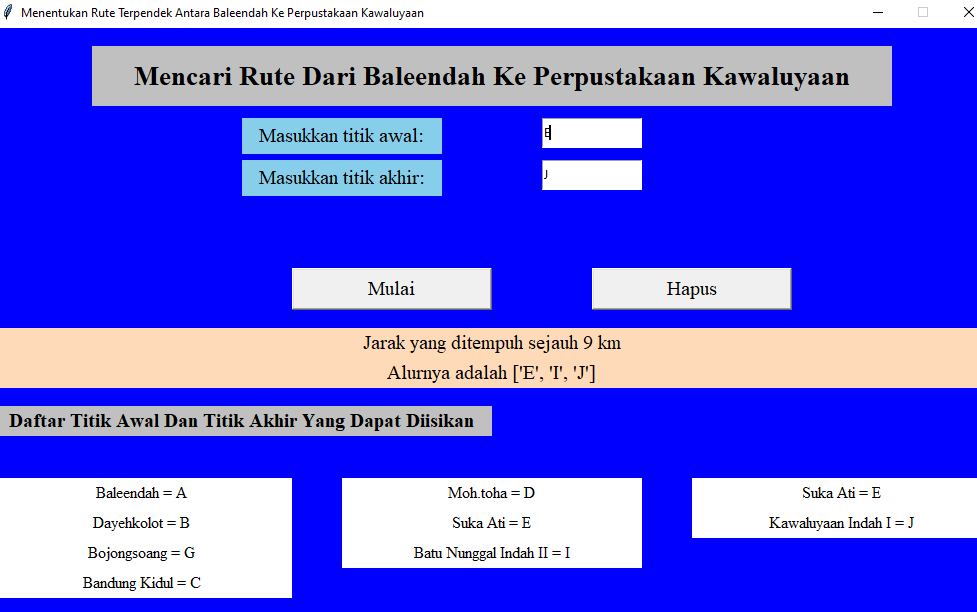 Menentukan Rute Terpendek Antara Baleendah Ke Perpustakaan Kawaluyaan
Mencari Rute Dari Baleendah Ke Perpustakaan Kawaluyaan
Masukkan titik awal:
E
Masukkan titik akhir:
J
Mulai
Hapus
Jarak yang ditempuh sejauh 9 km
Alurnya adalah ['E', 'I', 'J']
Daftar Titik Awal Dan Titik Akhir Yang Dapat Diisikan
Baleendah = A
Dayehkolot = B
Bojongsoang = G
Bandung Kidul = C
Moh.toha = D
Suka Ati = E
Batu Nunggal Indah II = I
Suka Ati = E
Kawaluyaan Indah I = J